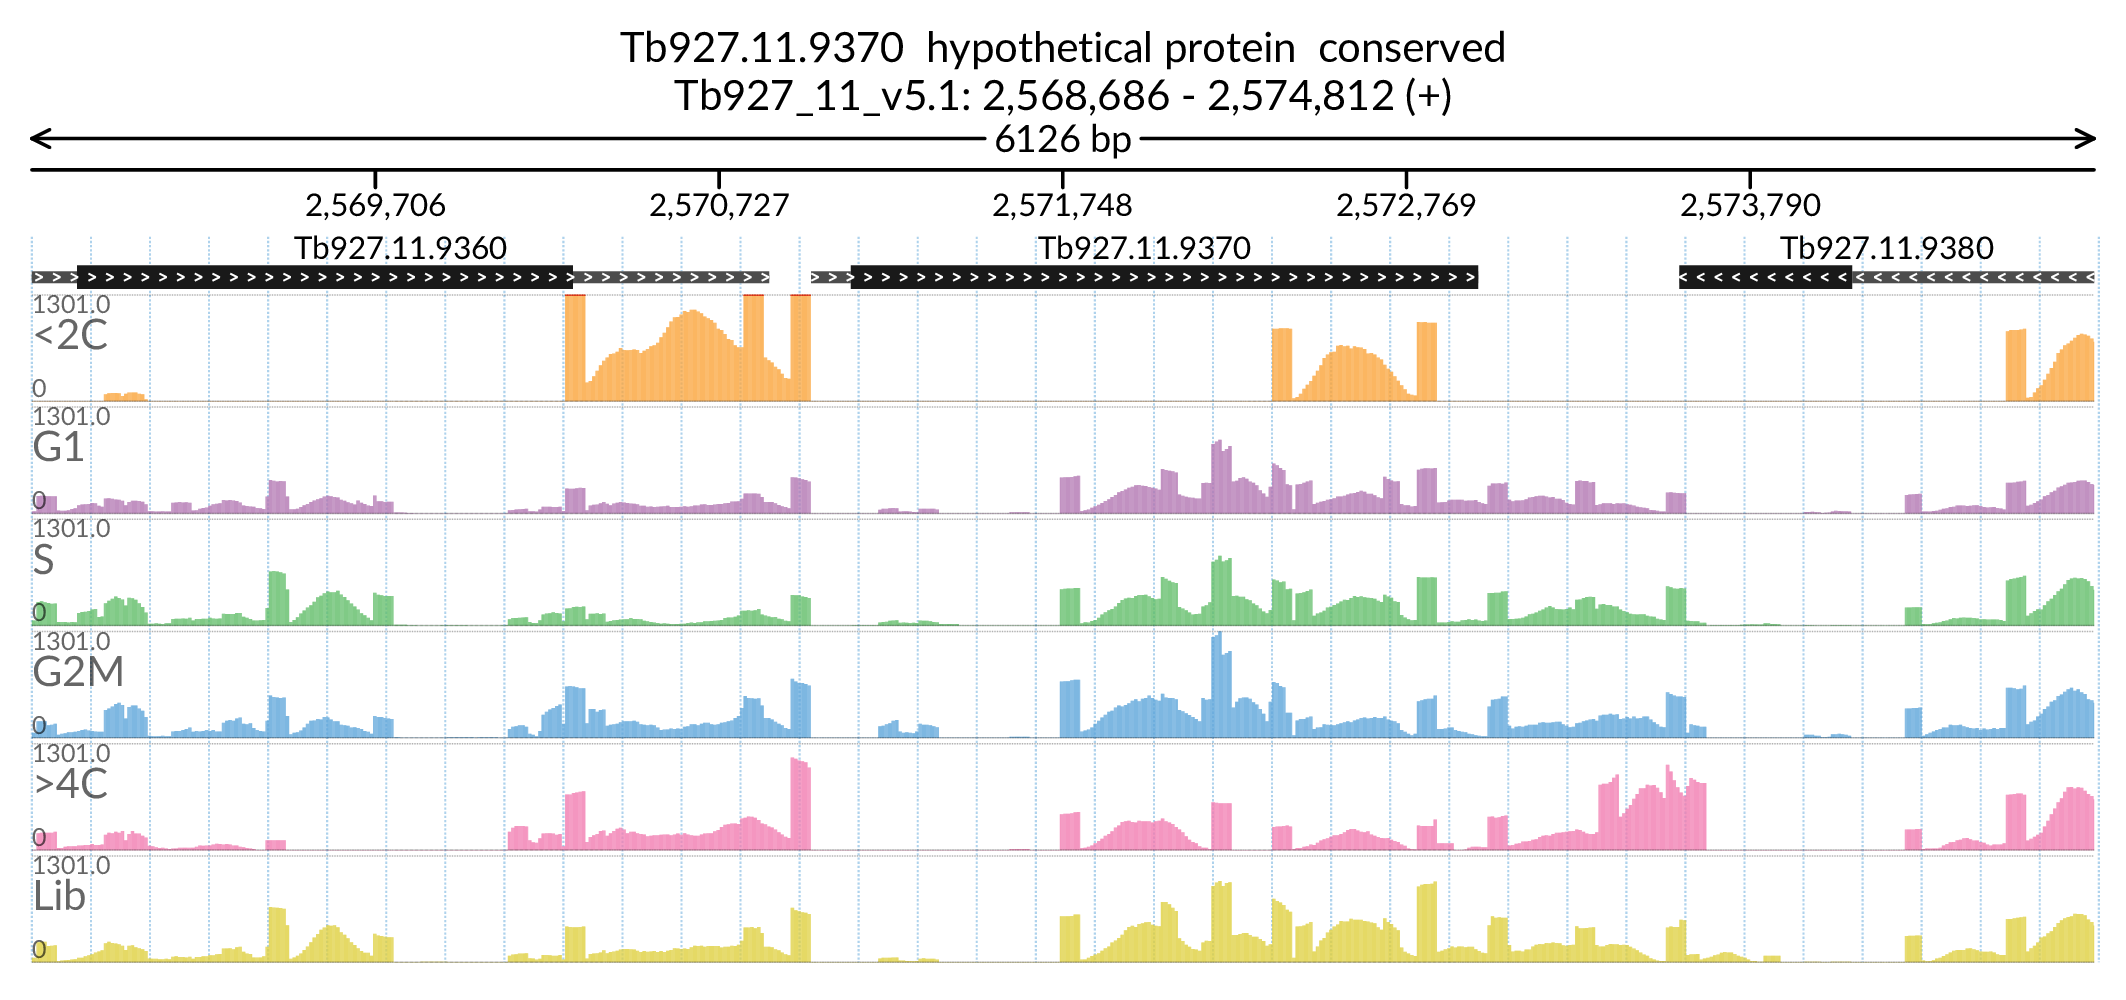 Tb927.11.9370  hypothetical protein  conserved
Tb927_11_v5.1: 2,568,686 - 2,574,812 (+)
6126 bp
2,569,706 2,570,727 2,571,748 2,572,769 2,573,790
Tb927.11.9360 Tb927.11.9370 Tb927.11.9380
1301.0
<2C
0
1301.0
G1
0
1301.0
S
0
1301.0
G2M
0
1301.0
>4C
0
1301.0
Lib
0